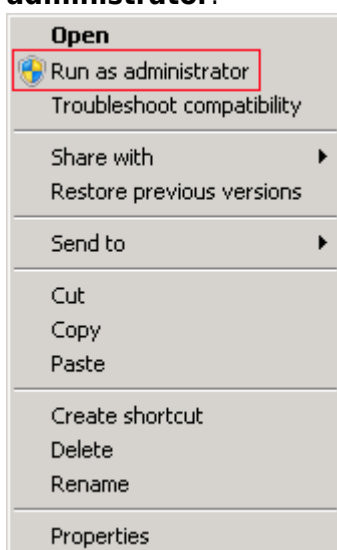 Open
Run as administrator
Troubleshoot compatibility
Share with
Restore previous versions
Send to
Cut
Copy
Paste
Create shortcut
Delete
Rename
Properties